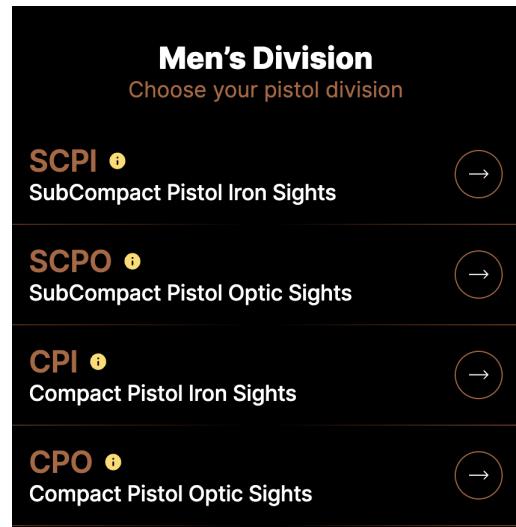 Men’s Division
Choose your pistol division
SCPI
SubCompact Pistol Iron Sights
SCPO
SubCompact Pistol Optic Sights
CPI
Compact Pistol Iron Sights
CPO
Compact Pistol Optic Sights